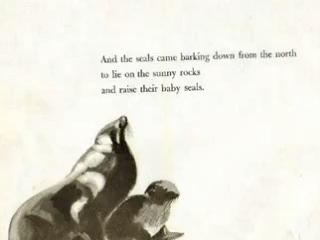 And the seals came barking down from the north
to lie on the sunny rocks
and raise their baby seals.